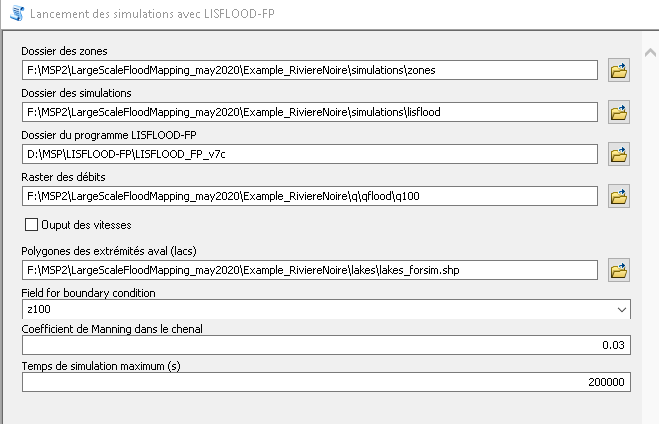 Lancement des simulations avec LISFLOOD-FP
Dossier des zones
F:\MSP2\LargeScaleFloodMapping_may2020\Example_RiviereNoire\simulations\zones
Dossier des simulations
F:\MSP2\LargeScaleFloodMapping_may2020\Example_RiviereNoire\simulations\lisflood
Dossier du programme LISFLOOD-FP
D:\MSP\LISFLOOD-FP\LISFLOOD_FP_v7c
Raster des débits
F:\MSP2\LargeScaleFloodMapping_may2020\Example_RiviereNoire\q\qflood\q100
Ouput des vitesses
Polygones des extrémités aval (lacs)
F:\MSP2\LargeScaleFloodMapping_may2020\Example_RiviereNoire\lakes\lakes_forsim.shp
Field for boundary condition
z100
Coefficient de Manning dans le chenal
0.03
Temps de simulation maximum (s)
200000